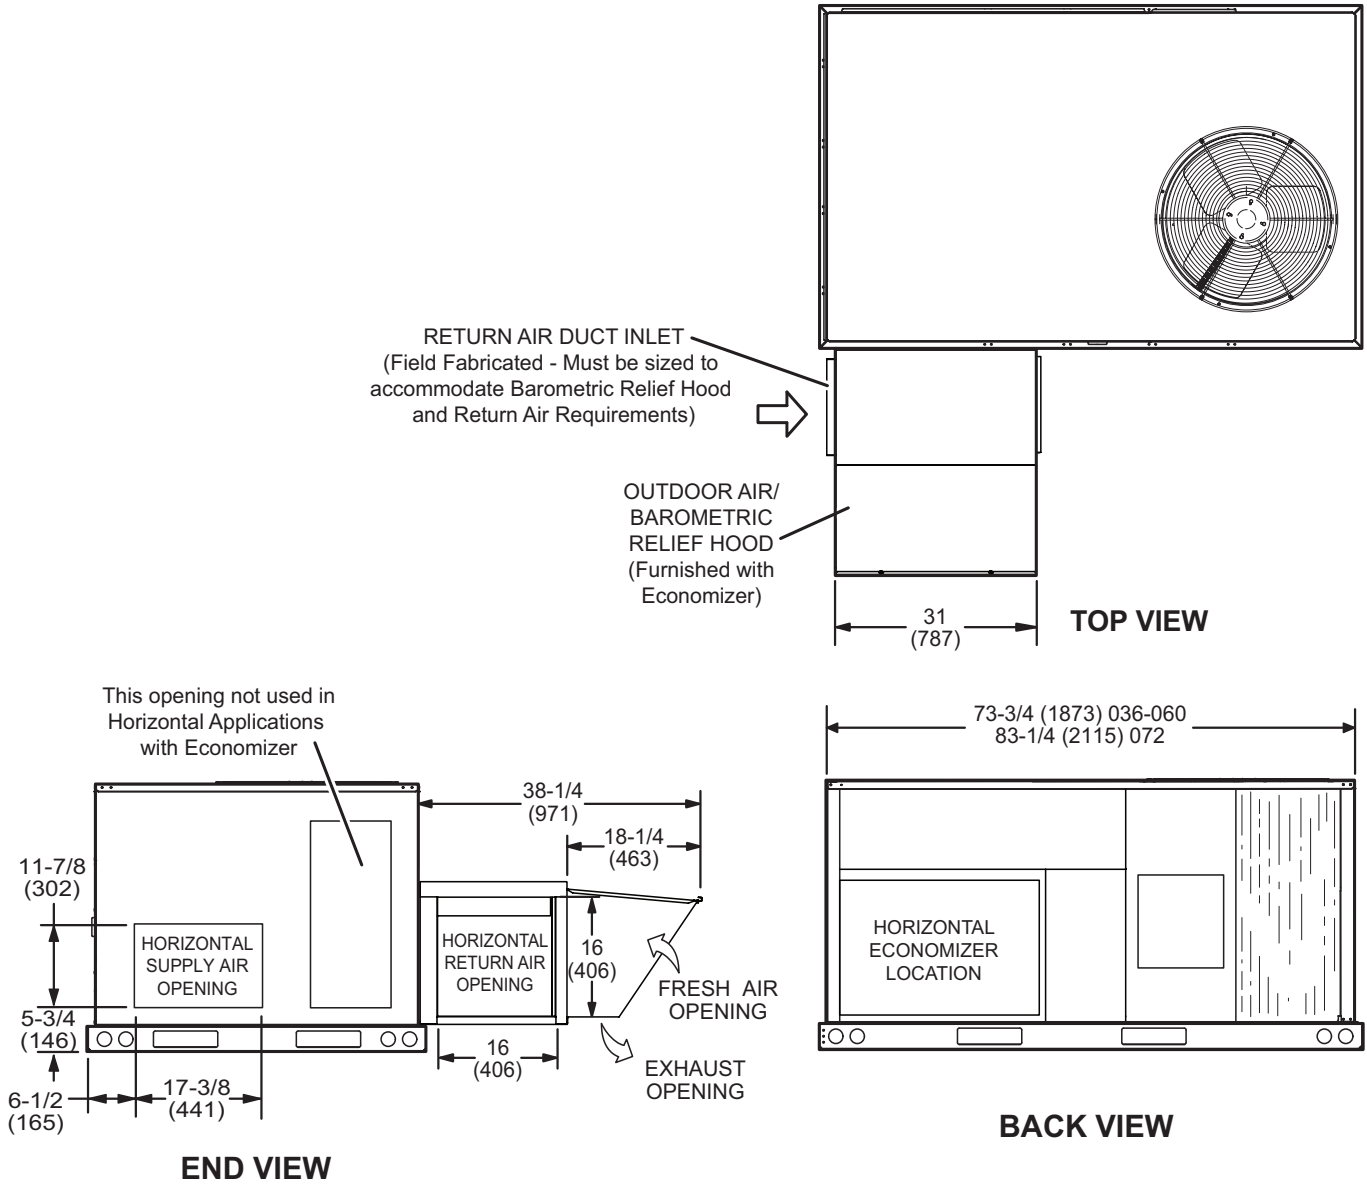 RETURN AIR DUCT INLET
(Field Fabricated - Must be sized to
accommodate Barometric Relief Hood
and Return Air Requirements)
OUTDOOR AIR/
BAROMETRIC
RELIEF HOOD
(Furnished with
Economizer)
31
(787)
TOP VIEW
This opening not used in
Horizontal Applications
with Economizer
38-1/4
(971)
18-1/4
(463)
11-7/8
(302)
HORIZONTAL
SUPPLY AIR
OPENING
HORIZONTAL
RETURN AIR
OPENING
16
(406)
FRESH AIR
OPENING
5-3/4
(146)
16
(406)
EXHAUST
OPENING
6-1/2
(165)
17-3/8
(441)
END VIEW
73-3/4 (1873) 036-060
83-1/4 (2115) 072
HORIZONTAL
ECONOMIZER
LOCATION
BACK VIEW